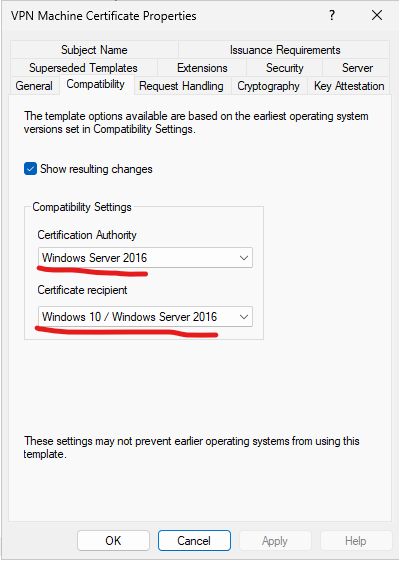 VPN Machine Certificate Properties
?
Subject Name
Issuance Requirements
Superseded Templates
Extensions
Security
Server
General
Compatibility
Request Handling
Cryptography
Key Attestation
The template options available are based on the earliest operating system
versions set in Compatibility Settings.
Show resulting changes
Compatibility Settings
Certification Authority
Windows Server 2016
Certificate recipient
Windows 10 / Windows Server 2016
These settings may not prevent earlier operating systems from using this
template.
OK
Cancel
Apply
Help